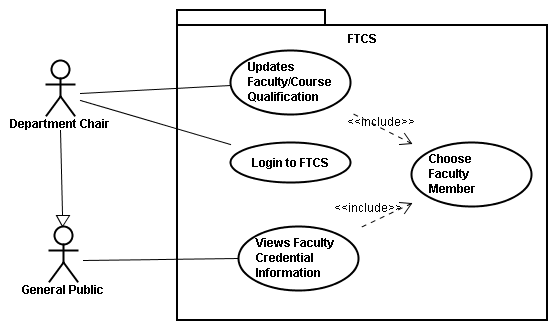 FTCS
Updates
Faculty/Course
Qualification
Department Chair
<<include>>
Login to FTCS
Choose
Faculty
Member
<<include>>
Views Faculty
Credential
Information
General Public